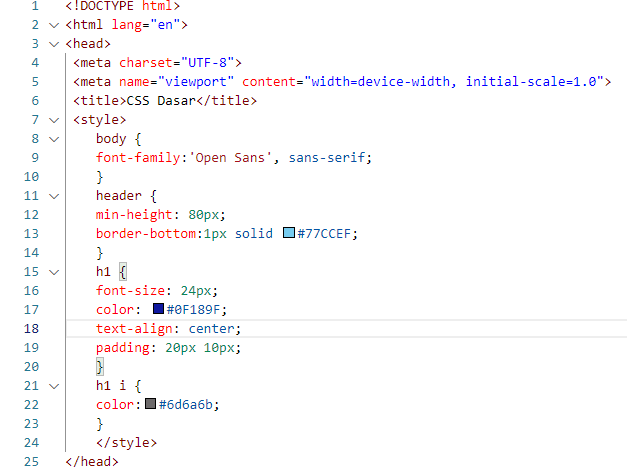 1 <!DOCTYPE html>
2 <html lang="en">
3 <head>
4 <meta charset="UTF-8">
5 <meta name="viewport" content="width=device-width, initial-scale=1.0">
6 <title>CSS Dasar</title>
7 <style>
8 body {
9 font-family:'Open Sans', sans-serif;
10 }
11 header {
12 min-height: 80px;
13 border-bottom:1px solid #77CCEF;
14 }
15 h1 {
16 font-size: 24px;
17 color: #0F189F;
18 text-align: center;
19 padding: 20px 10px;
20 }
21 h1 i {
22 color:#6d6a6b;
23 }
24 </style>
25 </head>